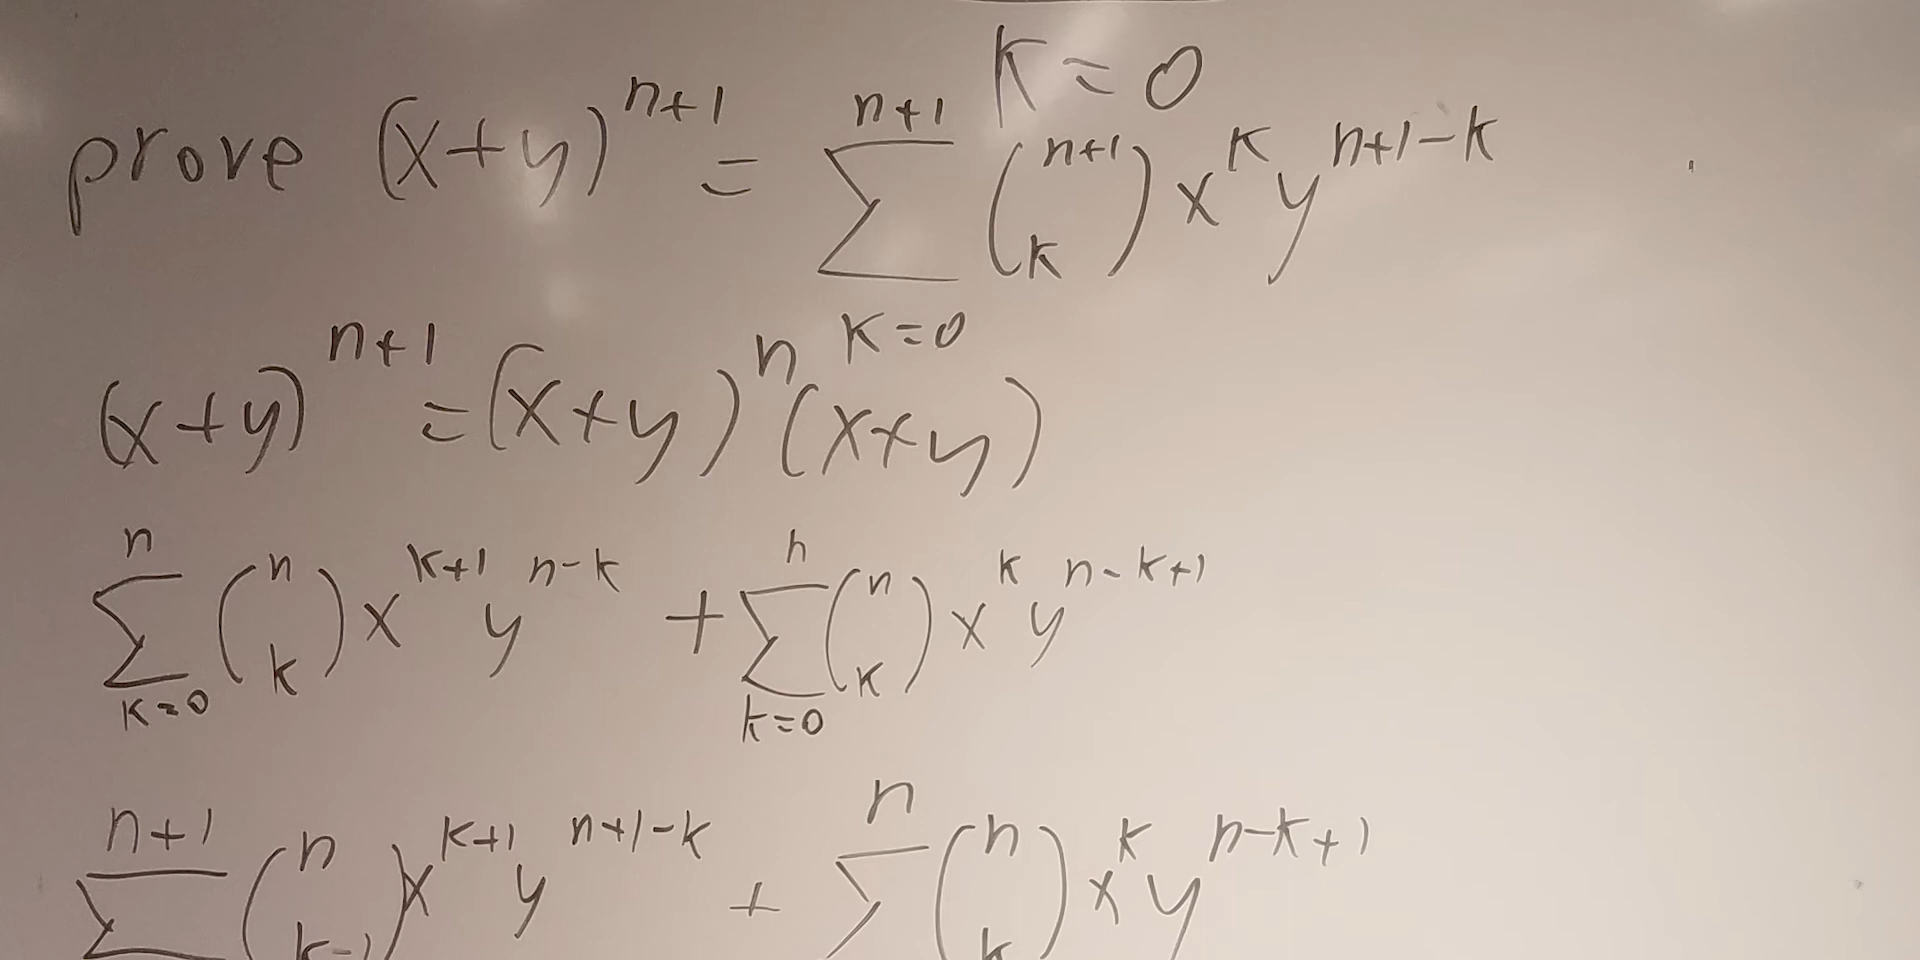 k=0
prove (x+y)^{n+1} = \sum_{k=0}^{n+1} \binom{n+1}{k} x^k y^{n+1-k}
(x+y)^{n+1} = (x+y)^n (x+y)
\sum_{k=0}^{n} \binom{n}{k} x^{k+1} y^{n-k} + \sum_{k=0}^{n} \binom{n}{k} x^k y^{n-k+1}
\sum^{n+1} \binom{n}{k-1} x^{k+1} y^{n+1-k} + \sum^{n} \binom{n}{k} x^k y^{n-k+1}